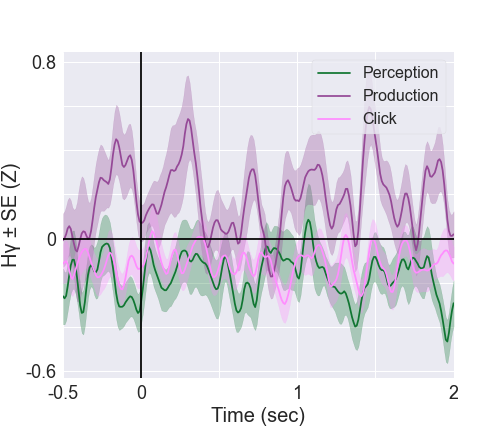 Hγ ± SE (Z)
0.8
0
-0.6
Perception
Production
Click
-0.5
0
1
2
Time (sec)